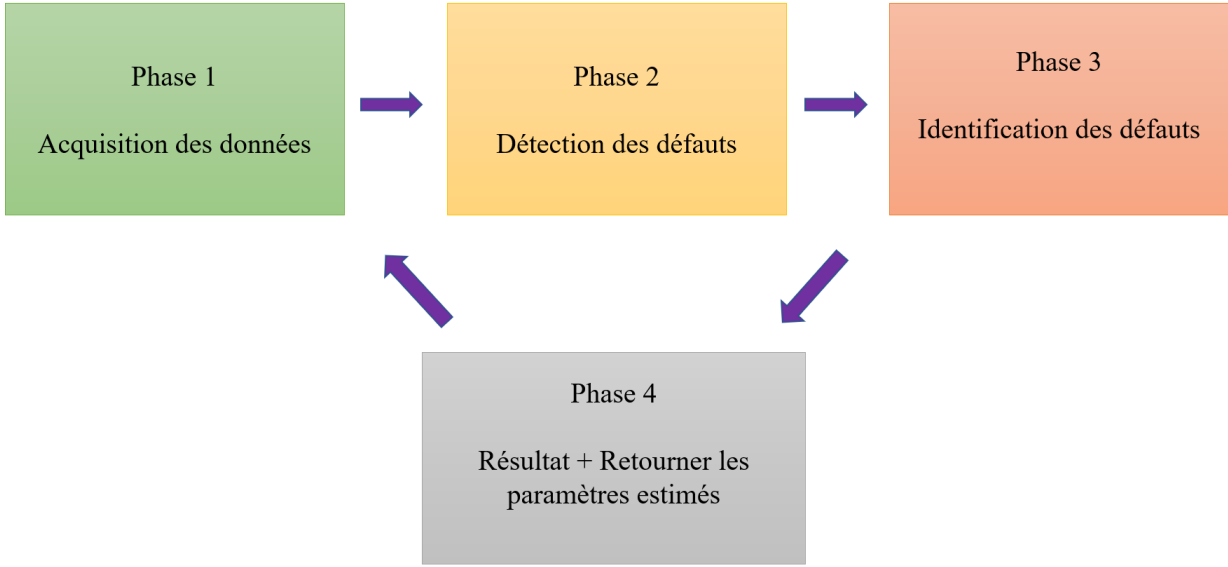 Phase 1
Acquisition des données
Phase 2
Détection des défauts
Phase 3
Identification des défauts
Phase 4
Résultat + Retourner les
paramètres estimés